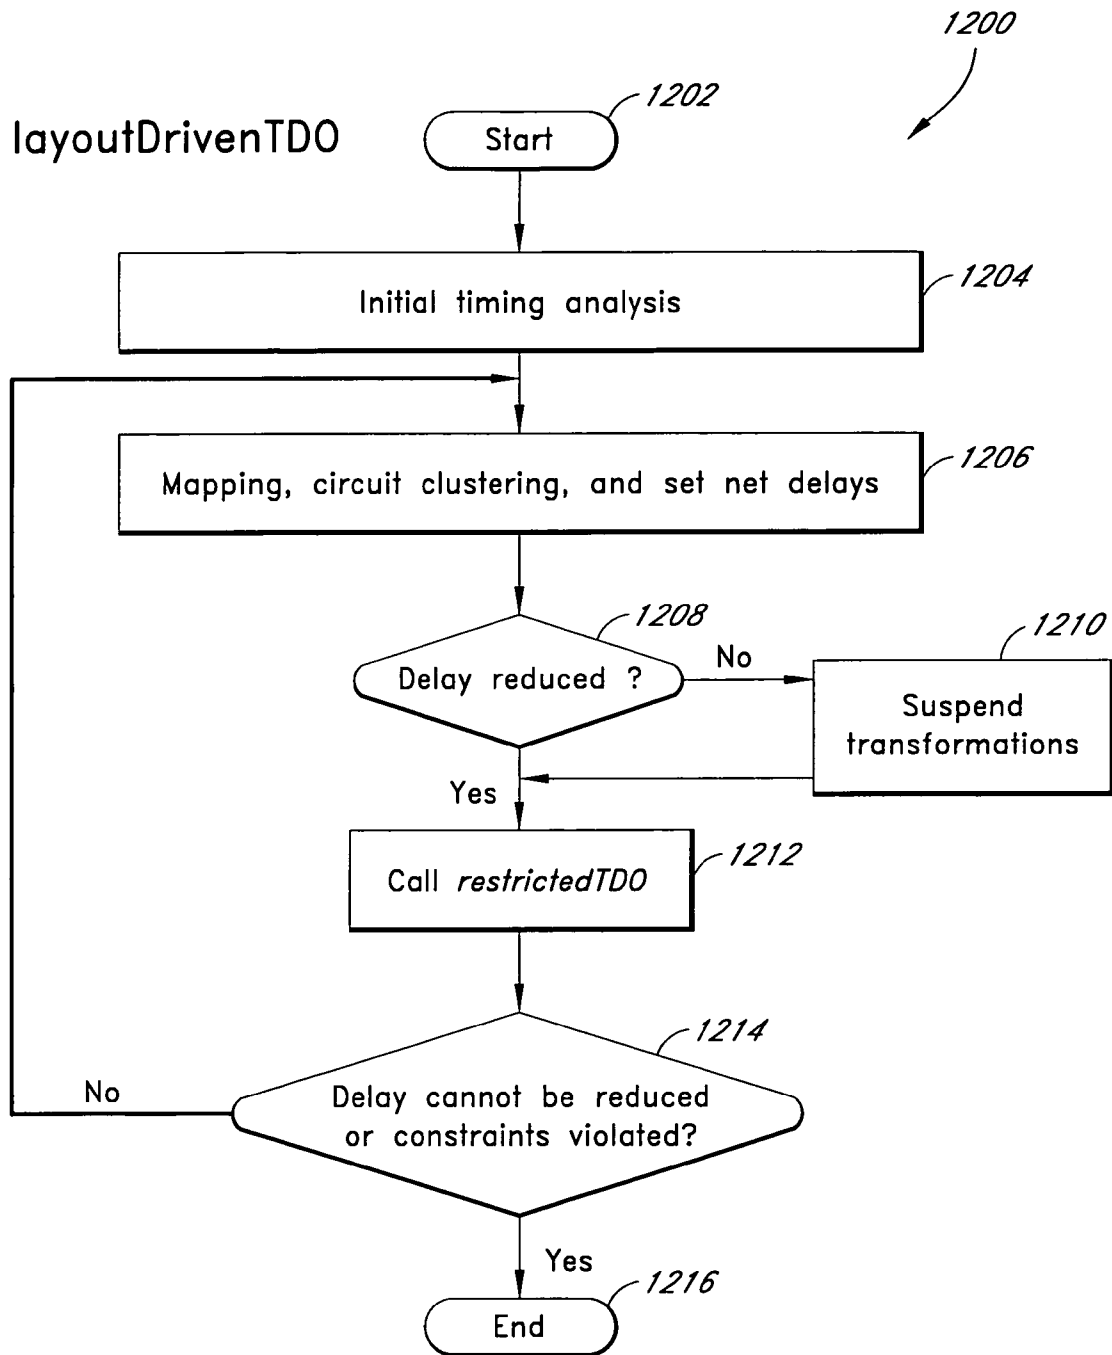 1200
layoutDrivenTDO
Start
1202
Initial timing analysis
1204
Mapping, circuit clustering, and set net delays
1206
Delay reduced ?
1208
No
Suspend
transformations
1210
Yes
Call restrictedTDO
1212
Delay cannot be reduced
or constraints violated?
1214
No
Yes
End
1216